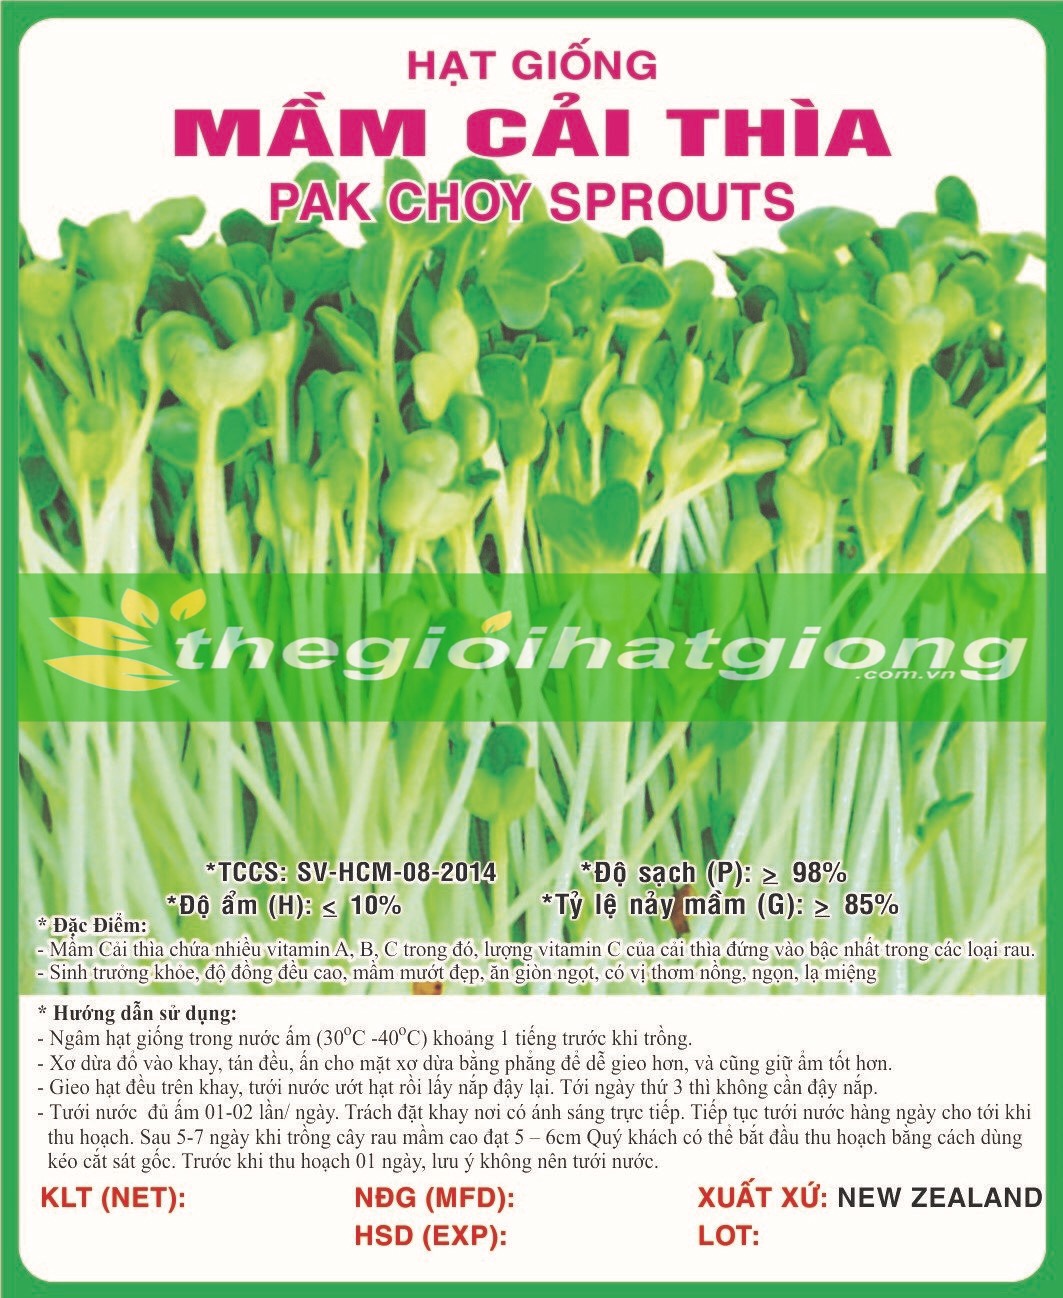 HẠT GIỐNG
MẦM CẢI THÌA
PAK CHOY SPROUTS
thegioihatgiong
.com.vn
*TCCS: SV-HCM-08-2014 *Độ sạch (P): ≥ 98%
*Độ ẩm (H): ≤ 10% *Tỷ lệ nảy mầm (G): ≥ 85%
* Đặc Điểm:
- Mầm Cải thìa chứa nhiều vitamin A, B, C trong đó, lượng vitamin C của cải thìa đứng vào bậc nhất trong các loại rau.
- Sinh trưởng khỏe, độ đồng đều cao, mầm mướt đẹp, ăn giòn ngọt, có vị thơm nồng, ngọn, lạ miệng
* Hướng dẫn sử dụng:
- Ngâm hạt giống trong nước ấm (30°C -40°C) khoảng 1 tiếng trước khi trồng.
- Xơ dừa đổ vào khay, tán đều, ấn cho mặt xơ dừa bằng phẳng để dễ gieo hơn, và cũng giữ ẩm tốt hơn.
- Gieo hạt đều trên khay, tưới nước ướt hạt rồi lấy nắp đậy lại. Tới ngày thứ 3 thì không cần đậy nắp.
- Tưới nước đủ ấm 01-02 lần/ ngày. Trách đặt khay nơi có ánh sáng trực tiếp. Tiếp tục tưới nước hàng ngày cho tới khi
thu hoạch. Sau 5-7 ngày khi trồng cây rau mầm cao đạt 5 – 6cm Quý khách có thể bắt đầu thu hoạch bằng cách dùng
kéo cắt sát gốc. Trước khi thu hoạch 01 ngày, lưu ý không nên tưới nước.
KLT (NET): NĐG (MFD): XUẤT XỨ: NEW ZEALAND
HSD (EXP): LOT: